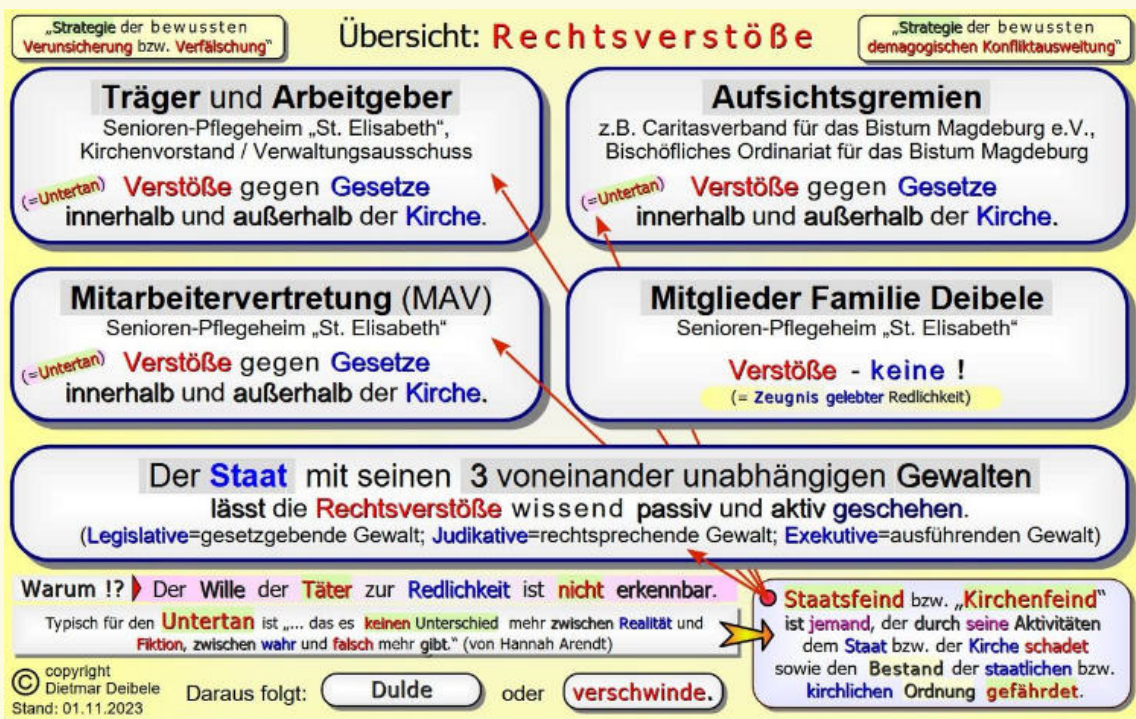 „Strategie der bewussten
Verunsicherung bzw. Verfälschung“
Übersicht: Rechtsverstöße
„Strategie der bewussten
demagogischen Konfliktausweitung“
Träger und Arbeitgeber
Senioren-Pflegeheim „St. Elisabeth“,
Kirchenvorstand / Verwaltungsausschuss
(=Untertan) Verstöße gegen Gesetze
innerhalb und außerhalb der Kirche.
Aufsichtsgremien
z.B. Caritasverband für das Bistum Magdeburg e.V.,
Bischöfliches Ordinariat für das Bistum Magdeburg
(=Untertan) Verstöße gegen Gesetze
innerhalb und außerhalb der Kirche.
Mitarbeitervertretung (MAV)
Senioren-Pflegeheim „St. Elisabeth“
(=Untertan) Verstöße gegen Gesetze
innerhalb und außerhalb der Kirche.
Mitglieder Familie Deibele
Senioren-Pflegeheim „St. Elisabeth“
Verstöße - keine !
(= Zeugnis gelebter Redlichkeit)
Der Staat mit seinen 3 voneinander unabhängigen Gewalten
lässt die Rechtsverstöße wissend passiv und aktiv geschehen.
(Legislative=gesetzgebende Gewalt; Judikative=rechtsprechende Gewalt; Exekutive=ausführenden Gewalt)
Warum !? Der Wille der Täter zur Redlichkeit ist nicht erkennbar.
Typisch für den Untertan ist „... das es keinen Unterschied mehr zwischen Realität und
Fiktion, zwischen wahr und falsch mehr gibt.“ (von Hannah Arendt)
Staatsfeind bzw. „Kirchenfeind“
ist jemand, der durch seine Aktivitäten
dem Staat bzw. der Kirche schadet
sowie den Bestand der staatlichen bzw.
kirchlichen Ordnung gefährdet.
© copyright
Dietmar Deibele
Stand: 01.11.2023
Daraus folgt: Dulde oder verschwinde.